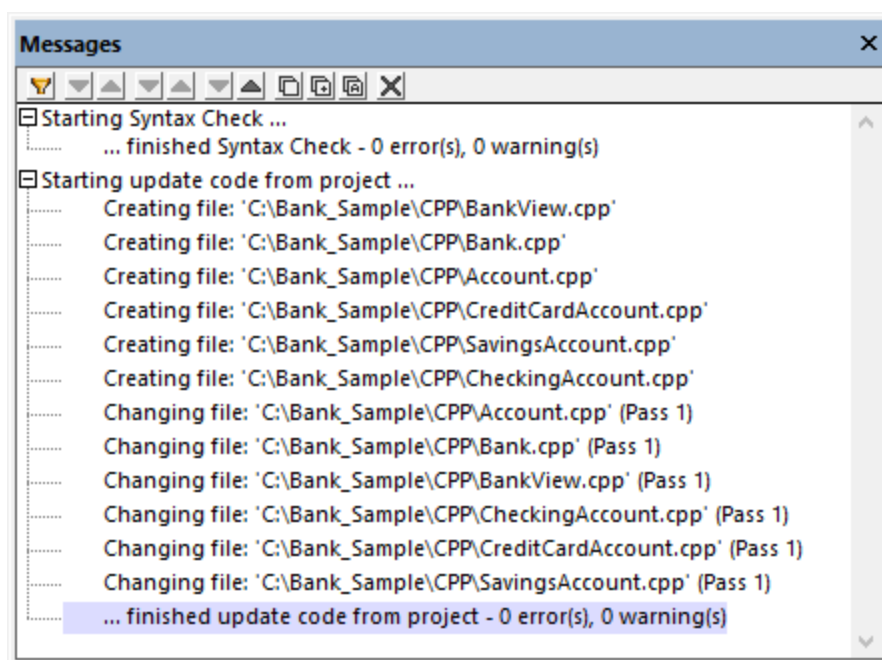 Messages
Starting Syntax Check ...
... finished Syntax Check - 0 error(s), 0 warning(s)
Starting update code from project ...
Creating file: 'C:\Bank_Sample\CPP\BankView.cpp'
Creating file: 'C:\Bank_Sample\CPP\Bank.cpp'
Creating file: 'C:\Bank_Sample\CPP\Account.cpp'
Creating file: 'C:\Bank_Sample\CPP\CreditCardAccount.cpp'
Creating file: 'C:\Bank_Sample\CPP\SavingsAccount.cpp'
Creating file: 'C:\Bank_Sample\CPP\CheckingAccount.cpp'
Changing file: 'C:\Bank_Sample\CPP\Account.cpp' (Pass 1)
Changing file: 'C:\Bank_Sample\CPP\Bank.cpp' (Pass 1)
Changing file: 'C:\Bank_Sample\CPP\BankView.cpp' (Pass 1)
Changing file: 'C:\Bank_Sample\CPP\CheckingAccount.cpp' (Pass 1)
Changing file: 'C:\Bank_Sample\CPP\CreditCardAccount.cpp' (Pass 1)
Changing file: 'C:\Bank_Sample\CPP\SavingsAccount.cpp' (Pass 1)
... finished update code from project - 0 error(s), 0 warning(s)